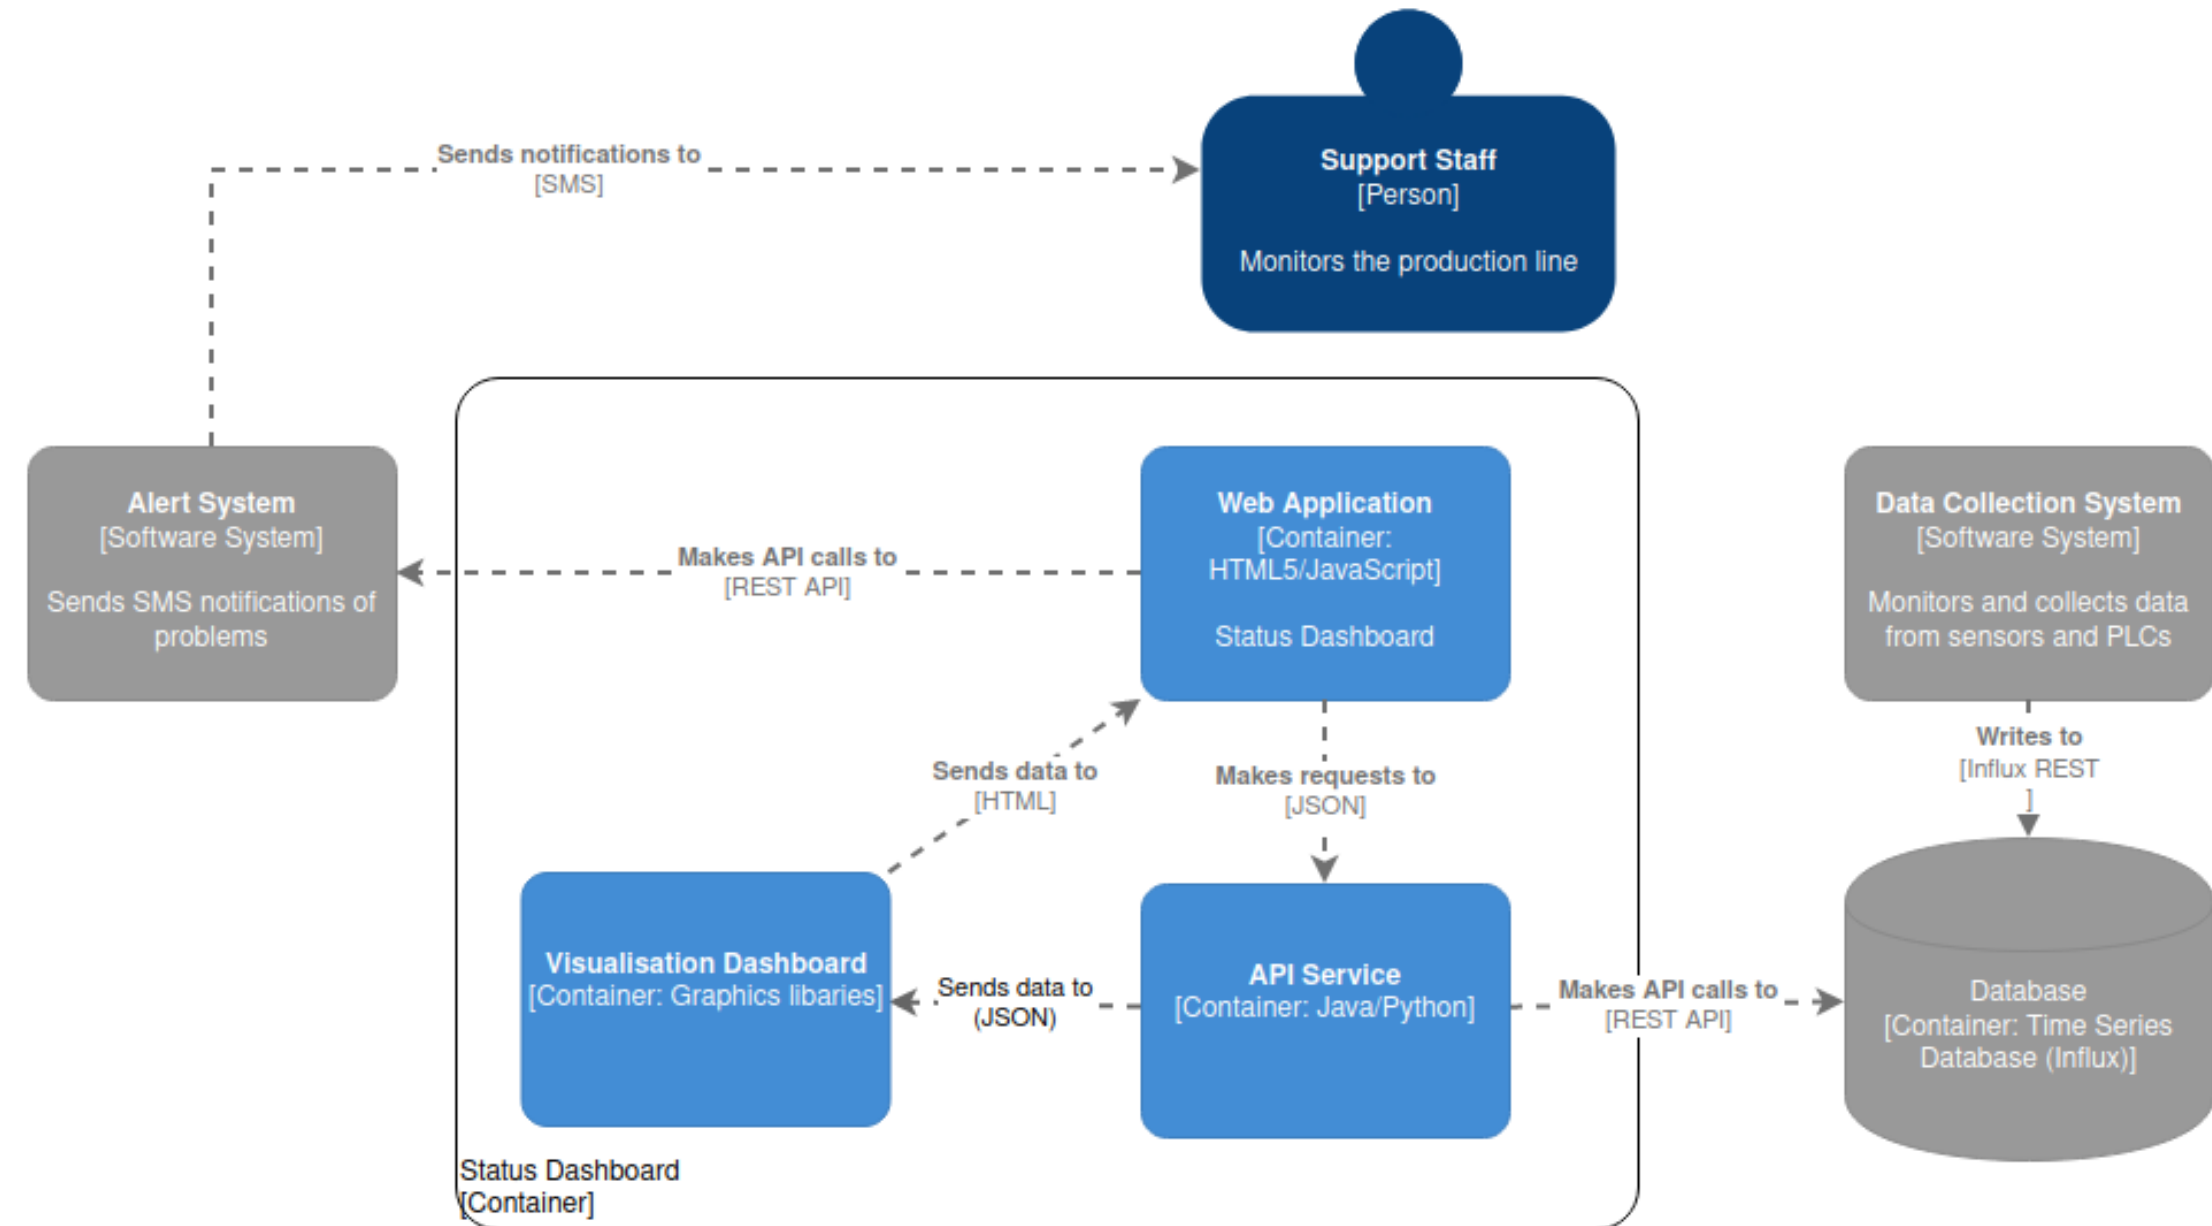 Support Staff
[Person]
Monitors the production line
Sends notifications to
[SMS]
Alert System
[Software System]
Sends SMS notifications of
problems
Makes API calls to
[REST API]
Web Application
[Container:
HTML5/JavaScript]
Status Dashboard
Data Collection System
[Software System]
Monitors and collects data
from sensors and PLCs
Writes to
[Influx REST
]
Sends data to
[HTML]
Makes requests to
[JSON]
Visualisation Dashboard
[Container: Graphics libaries]
Sends data to
(JSON)
API Service
[Container: Java/Python]
Makes API calls to
[REST API]
Database
[Container: Time Series
Database (Influx)]
Status Dashboard
[Container]